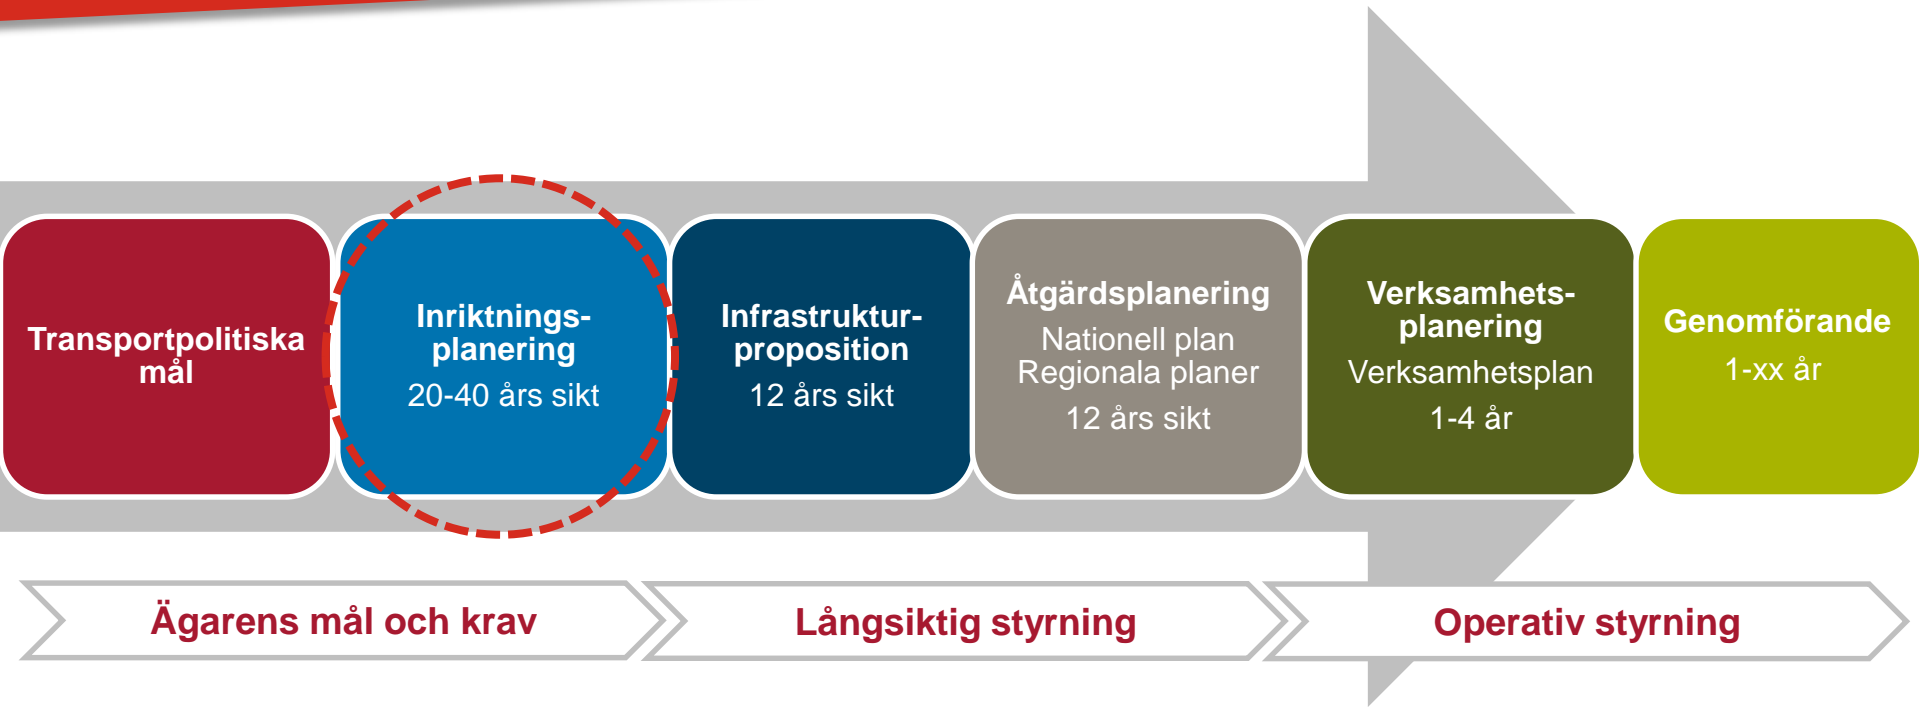 Transportpolitiska
mål
Inriktnings-
planering
20-40 års sikt
Infrastruktur-
proposition
12 års sikt
Åtgärdsplanering
Nationell plan
Regionala planer
12 års sikt
Verksamhets-
planering
Verksamhetsplan
1-4 år
Genomförande
1-xx år
Ägarens mål och krav
Långsiktig styrning
Operativ styrning